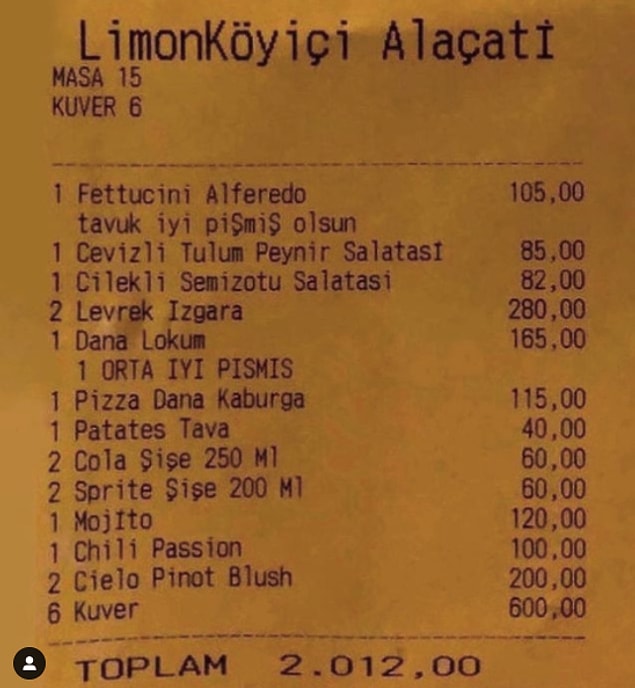 LimonKöyiçi Alaçatİ
MASA 15
KUVER 6
1 Fettucini Alferedo 105,00
tavuk iyi piŞmiŞ olsun
1 Cevizli Tulum Peynir SalatasI 85,00
1 Cilekli Semizotu Salatasi 82,00
2 Levrek Izgara 280,00
1 Dana Lokum 165,00
1 ORTA IYI PISMIS
1 Pizza Dana Kaburga 115,00
1 Patates Tava 40,00
2 Cola Şişe 250 Ml 60,00
2 Sprite Şişe 200 Ml 60,00
1 MojIto 120,00
1 Chili Passion 100,00
2 Cielo Pinot Blush 200,00
6 Kuver 600,00
TOPLAM 2.012,00